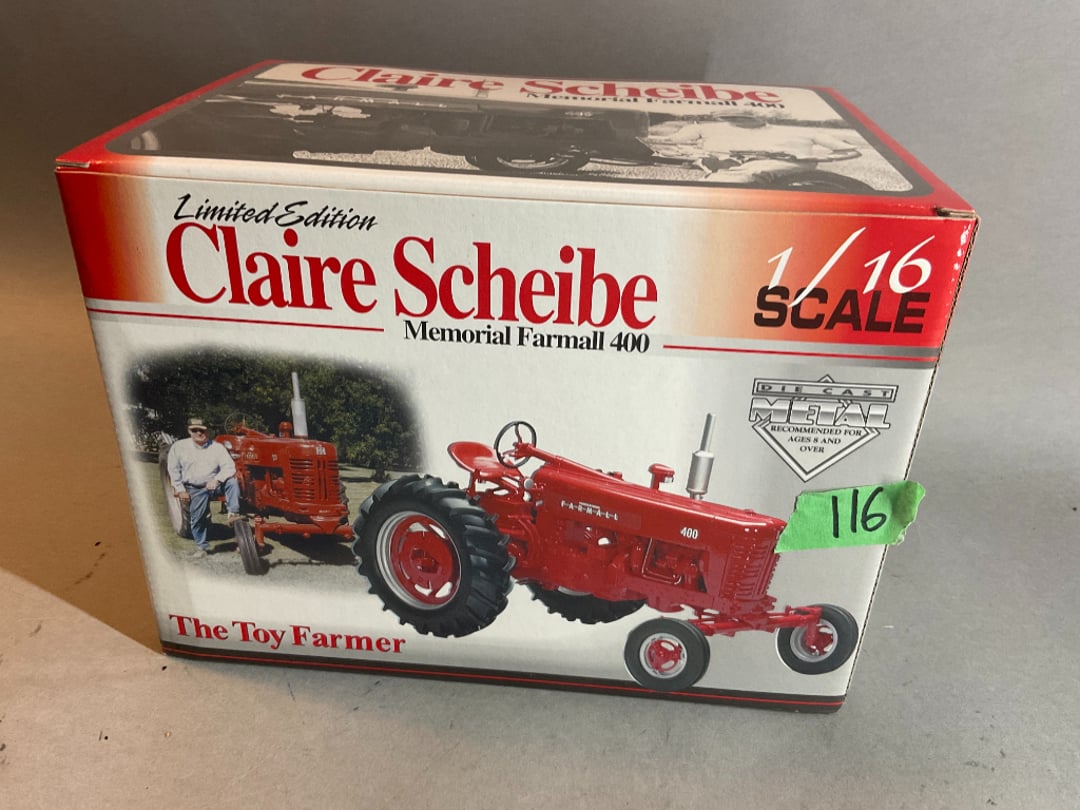 Claire Scheibe
Memorial Farmall 400
Limited Edition
Claire Scheibe
Memorial Farmall 400
1/16
SCALE
DIE CAST
METAL
RECOMMENDED FOR
AGES 8 AND
OVER
116
FARMALL
400
The Toy Farmer